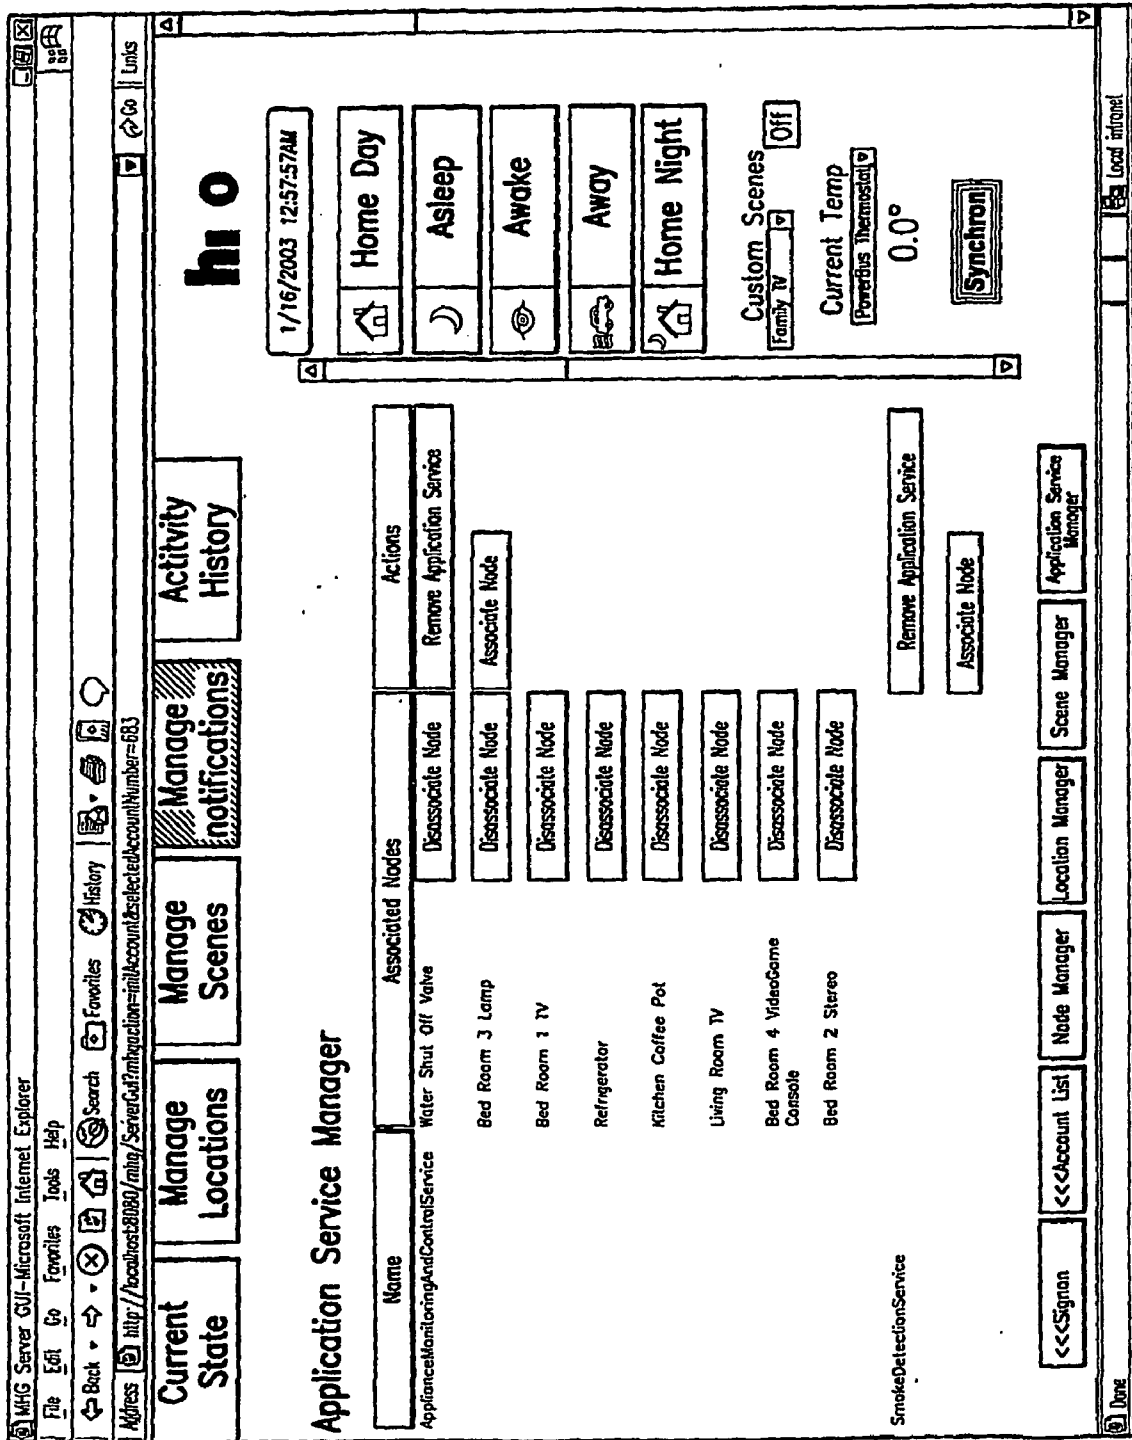 MHG Server GUI-Microsoft Internet Explorer
File Edit Go Favorites Tools Help
Back Search Favorites History
Address http://localhost:8080/mhg/ServerGui?mhgaction=initAccount&selectedAccountNumber=683 Go Links
Current State
Manage Locations
Manage Scenes
Manage notifications
Actitvity History
hi o
Application Service Manager
1/16/2003 12:57:57AM
Name Associated Nodes Actions
ApplianceMonitoringAndControlService Water Shut Off Valve Disassociate Node Remove Application Service
Bed Room 3 Lamp Disassociate Node Associate Node
Bed Room 1 TV Disassociate Node
Refrigerator Disassociate Node
Kitchen Coffee Pot Disassociate Node
Living Room TV Disassociate Node
Bed Room 4 VideoGame Console Disassociate Node
Bed Room 2 Stereo Disassociate Node
SmokeDetectionService Remove Application Service
Associate Node
Home Day
Asleep
Awake
Away
Home Night
Custom Scenes
Family TV Off
Current Temp
PowerBus Thermostat
0.0°
Synchron
<<<Signon <<<Account List Node Manager Location Manager Scene Manager Application Service Manager
Done Local intranet